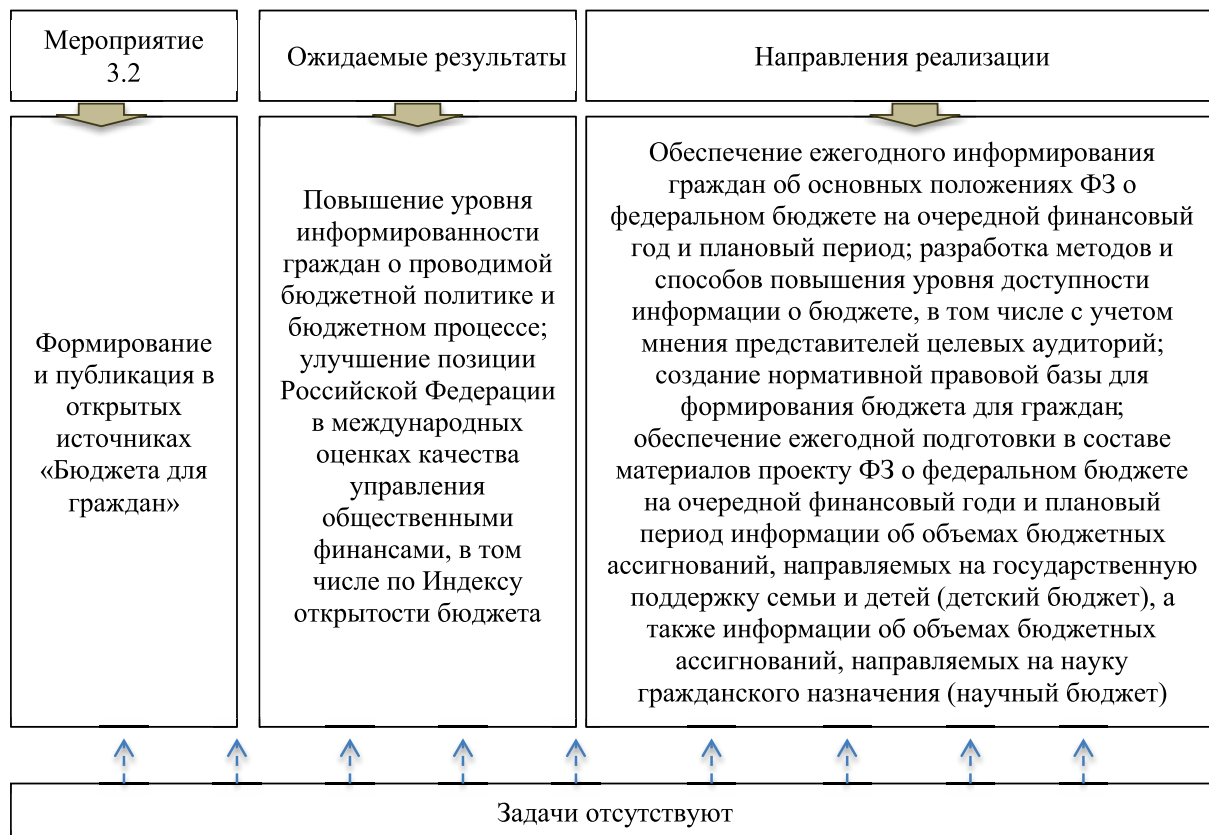 Мероприятие
3.2
Ожидаемые результаты
Направления реализации
Формирование
и публикация в
открытых
источниках
«Бюджета для
граждан»
Повышение уровня
информированности
граждан о проводимой
бюджетной политике и
бюджетном процессе;
улучшение позиции
Российской Федерации
в международных
оценках качества
управления
общественными
финансами, в том
числе по Индексу
открытости бюджета
Обеспечение ежегодного информирования
граждан об основных положениях ФЗ о
федеральном бюджете на очередной финансовый
год и плановый период; разработка методов и
способов повышения уровня доступности
информации о бюджете, в том числе с учетом
мнения представителей целевых аудиторий;
создание нормативной правовой базы для
формирования бюджета для граждан;
обеспечение ежегодной подготовки в составе
материалов проекту ФЗ о федеральном бюджете
на очередной финансовый годи и плановый
период информации об объемах бюджетных
ассигнований, направляемых на государственную
поддержку семьи и детей (детский бюджет), а
также информации об объемах бюджетных
ассигнований, направляемых на науку
гражданского назначения (научный бюджет)
Задачи отсутствуют